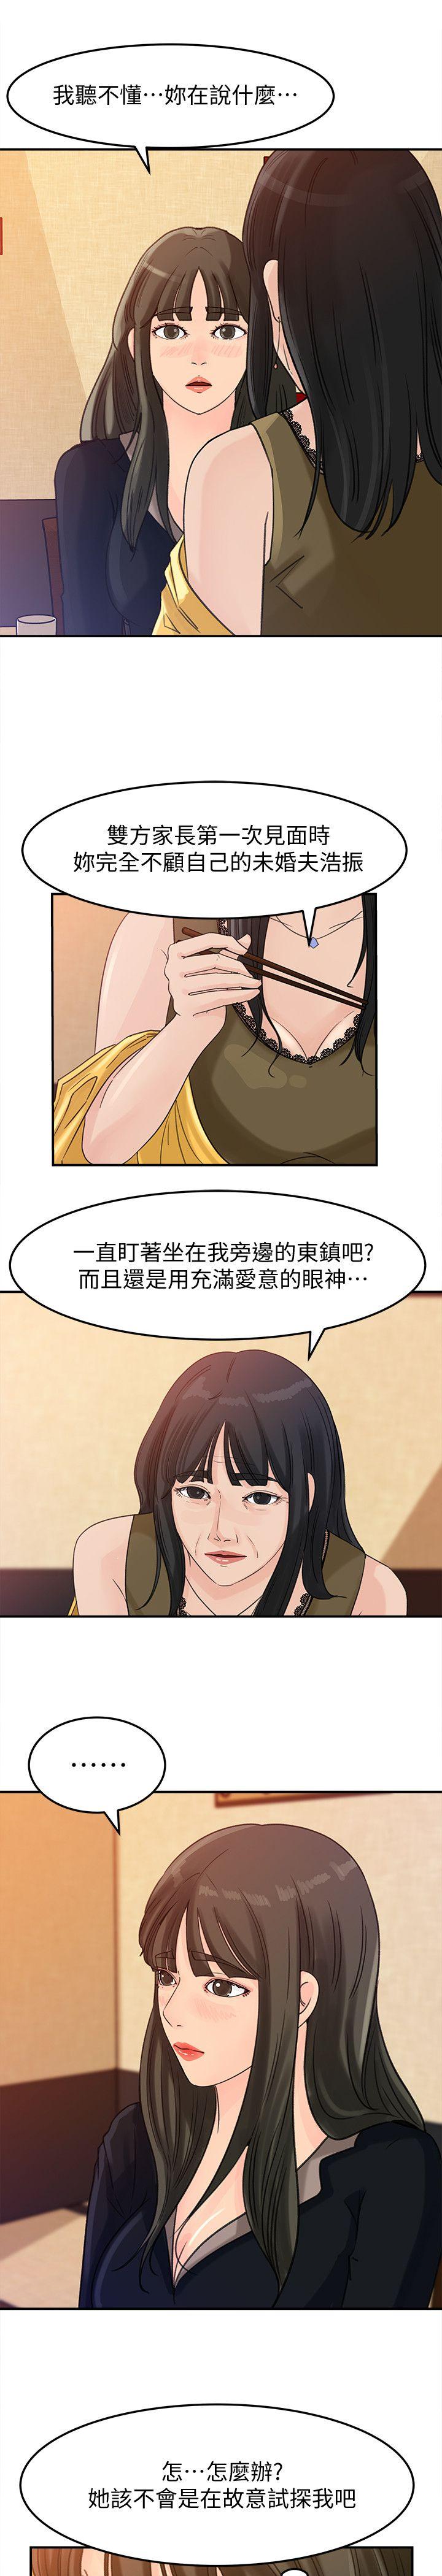 我聽不懂⋯妳在說什麼⋯
雙方家長第一次見面時
妳完全不顧自己的未婚夫浩振
一直盯著坐在我旁邊的東鎮吧?
而且還是用充滿愛意的眼神⋯
⋯⋯
怎⋯怎麼辦?
她該不會是在故意試探我吧